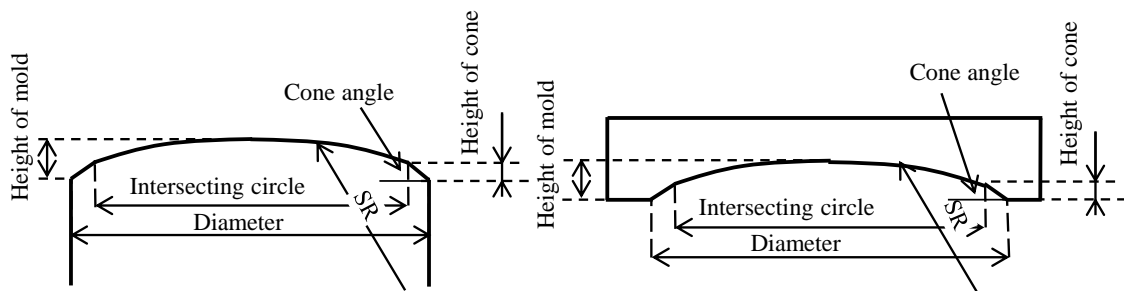 Height of mold
Cone angle
Height of cone
Intersecting circle
SR
Diameter
Height of mold
Cone angle
Height of cone
Intersecting circle
SR
Diameter